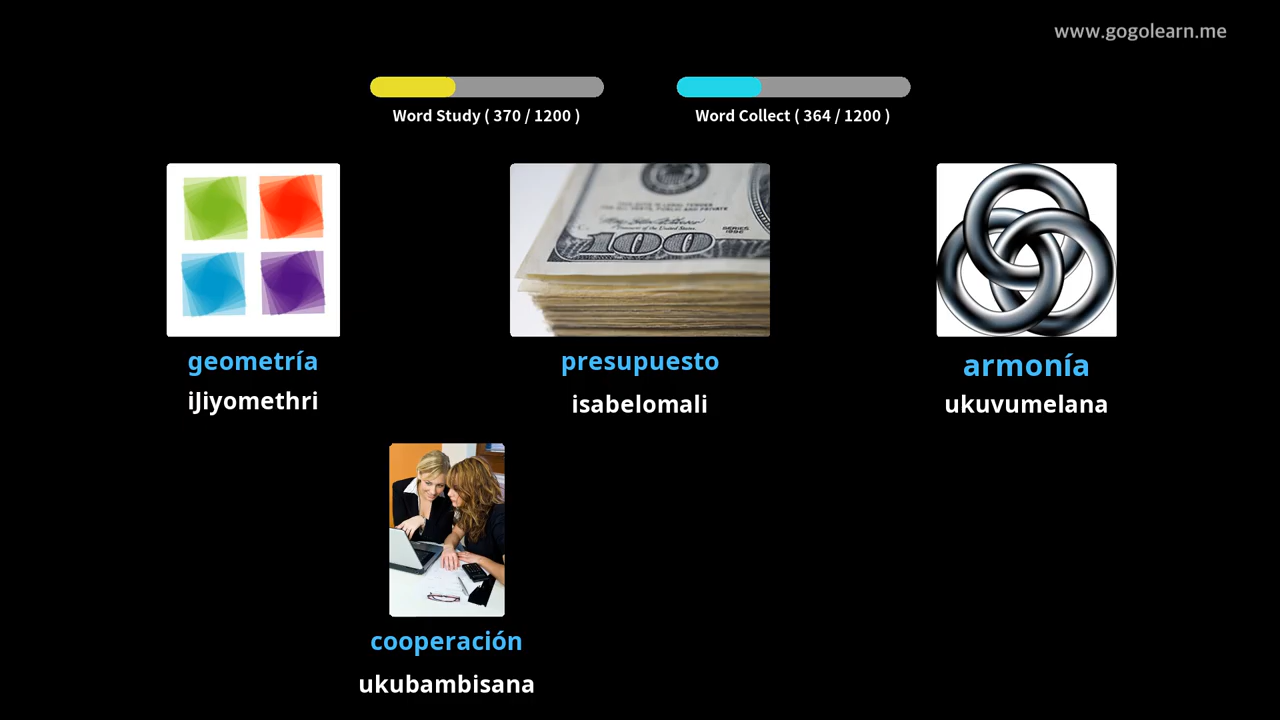 www.gogolearn.me
Word Study ( 370 / 1200 )
Word Collect ( 364 / 1200 )
100
geometría
iJiyomethri
presupuesto
isabelomali
armonía
ukuvumelana
cooperación
ukubambisana